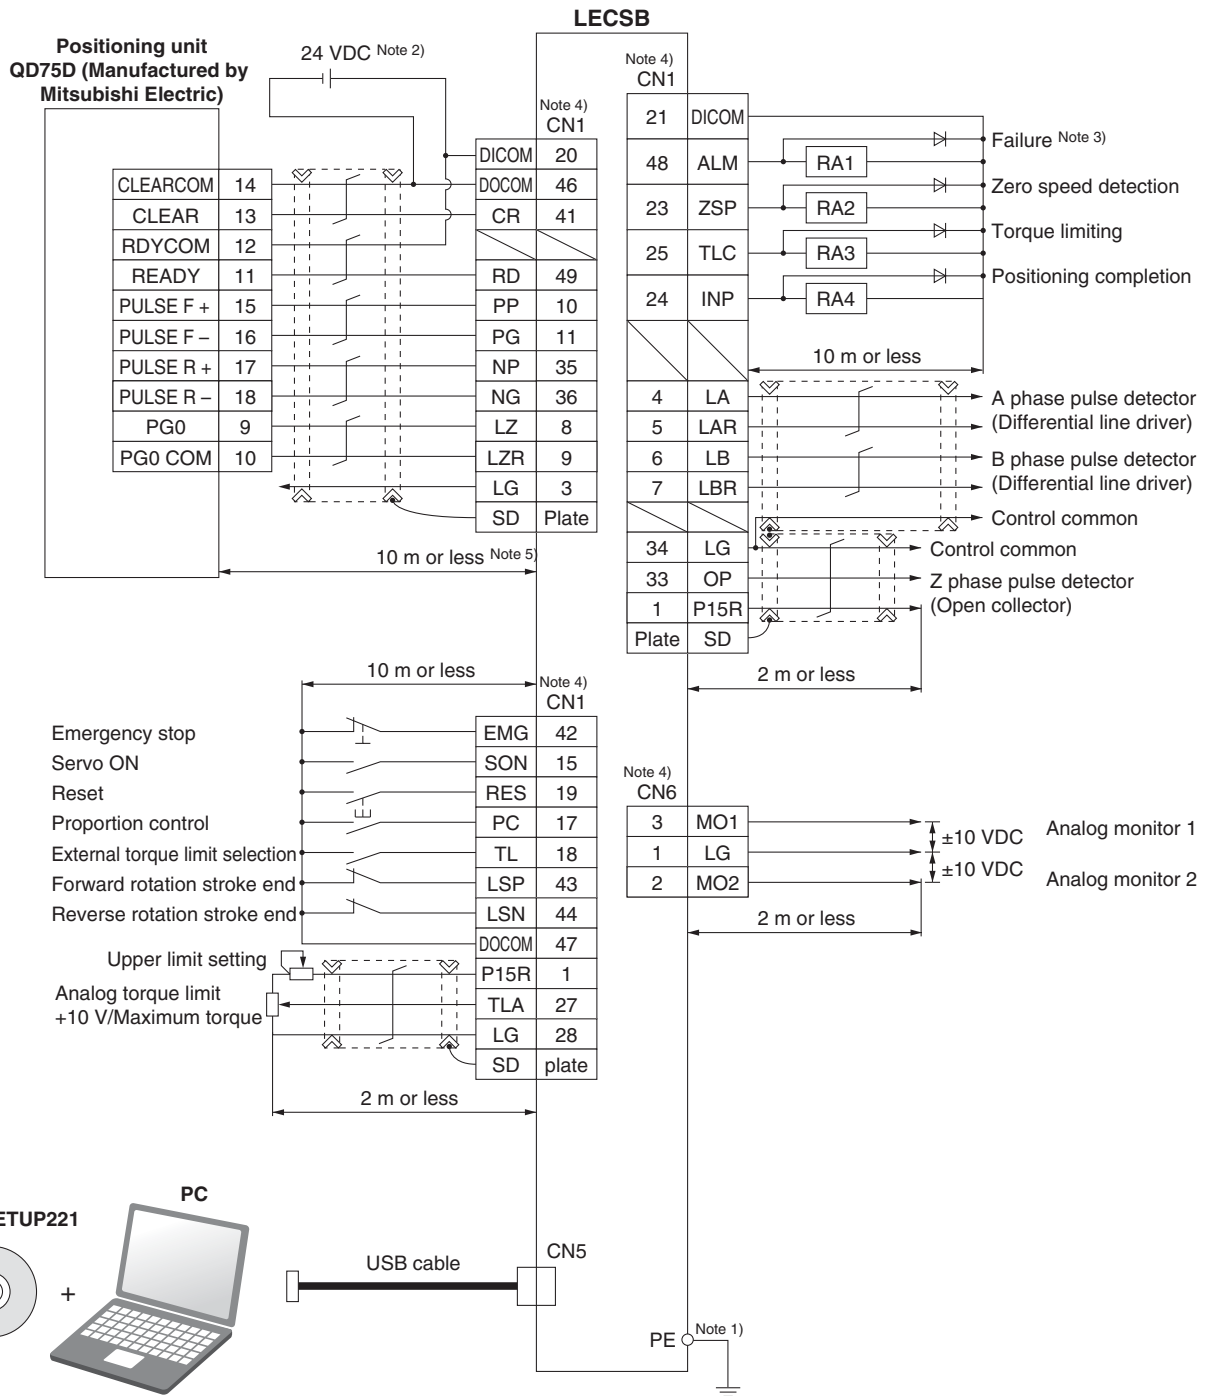 LECSB
Positioning unit
QD75D (Manufactured by
Mitsubishi Electric)
24 VDC Note 2)
Note 4)
CN1
DICOM 20
CLEARCOM 14 DOCOM 46
CLEAR 13 CR 41
RDYCOM 12
READY 11 RD 49
PULSE F + 15 PP 10
PULSE F – 16 PG 11
PULSE R + 17 NP 35
PULSE R – 18 NG 36
PG0 9 LZ 8
PG0 COM 10 LZR 9
LG 3
SD Plate
10 m or less Note 5)
Note 4)
CN1
21 DICOM
Failure Note 3)
48 ALM RA1
Zero speed detection
23 ZSP RA2
Torque limiting
25 TLC RA3
Positioning completion
24 INP RA4
10 m or less
4 LA A phase pulse detector
5 LAR (Differential line driver)
6 LB B phase pulse detector
7 LBR (Differential line driver)
Control common
34 LG Control common
33 OP Z phase pulse detector
1 P15R (Open collector)
Plate SD
2 m or less
10 m or less
Note 4)
CN1
Emergency stop EMG 42
Servo ON SON 15
Reset RES 19
Proportion control PC 17
External torque limit selection TL 18
Forward rotation stroke end LSP 43
Reverse rotation stroke end LSN 44
DOCOM 47
Upper limit setting P15R 1
Analog torque limit
+10 V/Maximum torque
TLA 27
LG 28
SD plate
2 m or less
Note 4)
CN6
3 MO1 Analog monitor 1
±10 VDC
1 LG
±10 VDC
2 MO2 Analog monitor 2
2 m or less
PC
ETUP221
+
USB cable
CN5
PE Note 1)